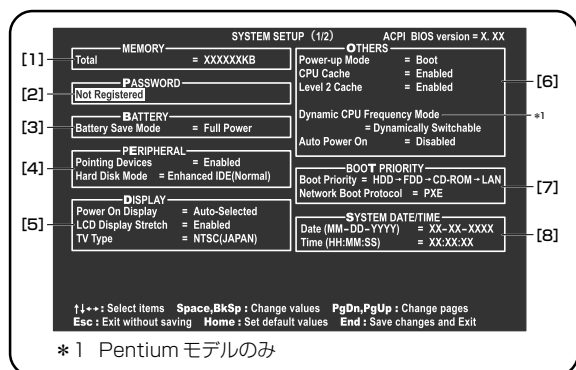 SYSTEM SETUP (1/2) ACPI BIOS version = X. XX
[1]
MEMORY
Total = XXXXXXKB
[2]
PASSWORD
Not Registered
[3]
BATTERY
Battery Save Mode = Full Power
[4]
PERIPHERAL
Pointing Devices = Enabled
Hard Disk Mode = Enhanced IDE(Normal)
[5]
DISPLAY
Power On Display = Auto-Selected
LCD Display Stretch = Enabled
TV Type = NTSC(JAPAN)
OTHERS
Power-up Mode = Boot
CPU Cache = Enabled
Level 2 Cache = Enabled
[6]
Dynamic CPU Frequency Mode *1
= Dynamically Switchable
Auto Power On = Disabled
BOOT PRIORITY
Boot Priority = HDD→FDD→CD-ROM→LAN
Network Boot Protocol = PXE
[7]
SYSTEM DATE/TIME
Date (MM-DD-YYYY) = XX-XX-XXXX
Time (HH:MM:SS) = XX:XX:XX
[8]
↑↓←→: Select items Space,BkSp : Change values PgDn,PgUp : Change pages
Esc : Exit without saving Home : Set default values End : Save changes and Exit
*1 Pentiumモデルのみ